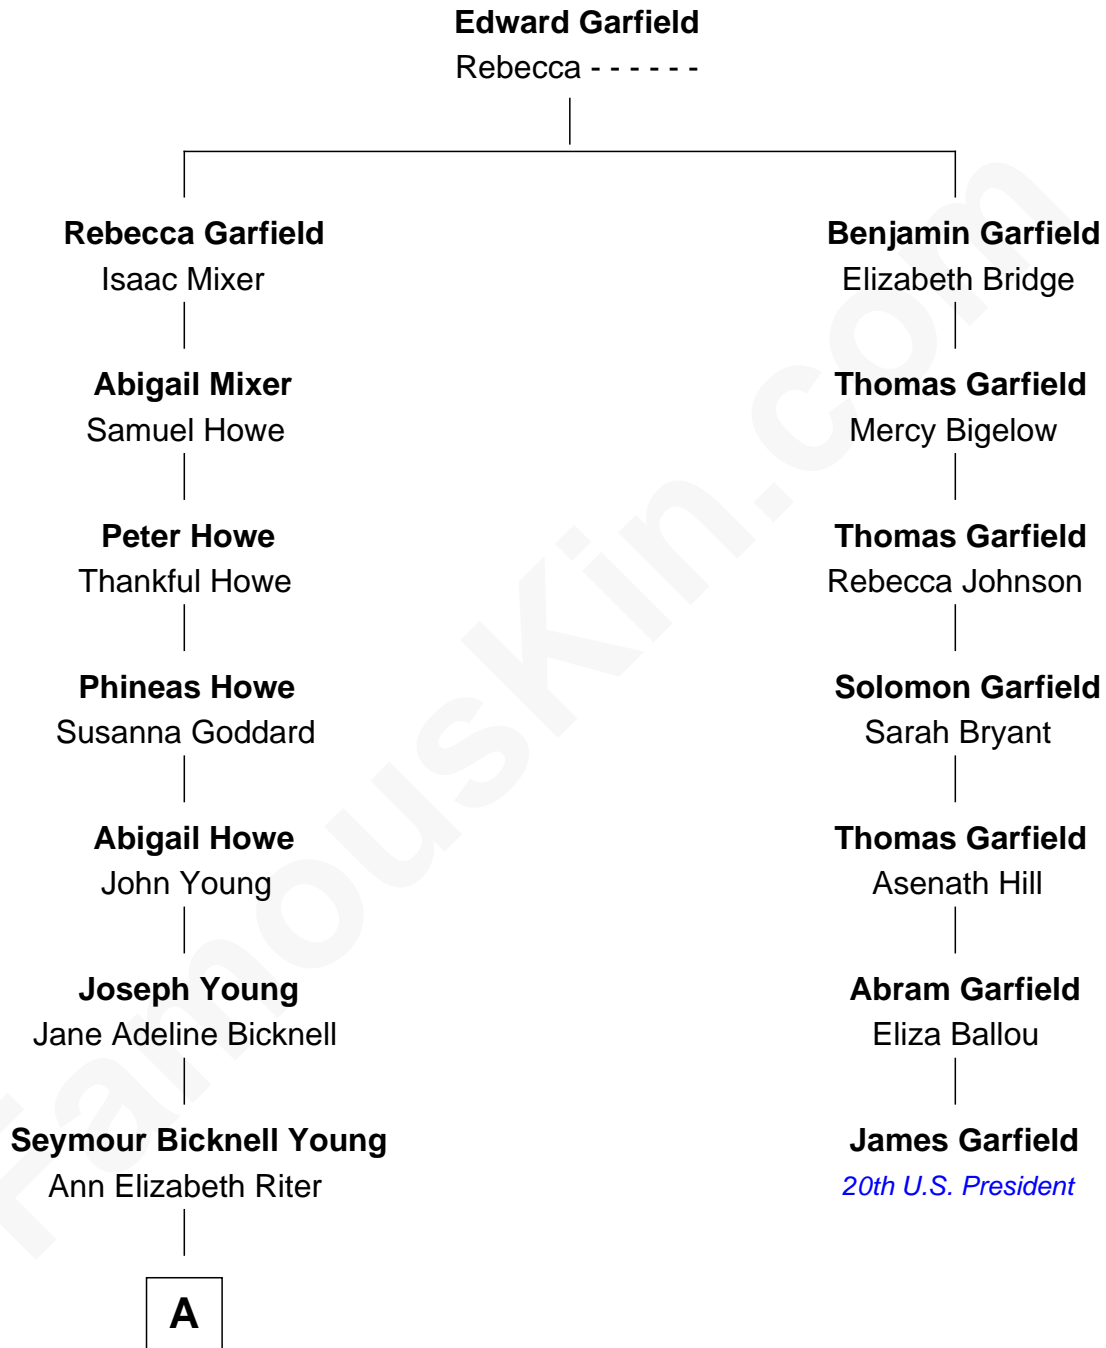 Edward Garfield
Rebecca - - - - - -
Rebecca Garfield
Isaac Mixer
Abigail Mixer
Samuel Howe
Peter Howe
Thankful Howe
Phineas Howe
Susanna Goddard
Abigail Howe
John Young
Joseph Young
Jane Adeline Bicknell
Seymour Bicknell Young
Ann Elizabeth Riter
A
Benjamin Garfield
Elizabeth Bridge
Thomas Garfield
Mercy Bigelow
Thomas Garfield
Rebecca Johnson
Solomon Garfield
Sarah Bryant
Thomas Garfield
Asenath Hill
Abram Garfield
Eliza Ballou
James Garfield
20th U.S. President
FamousKin.com